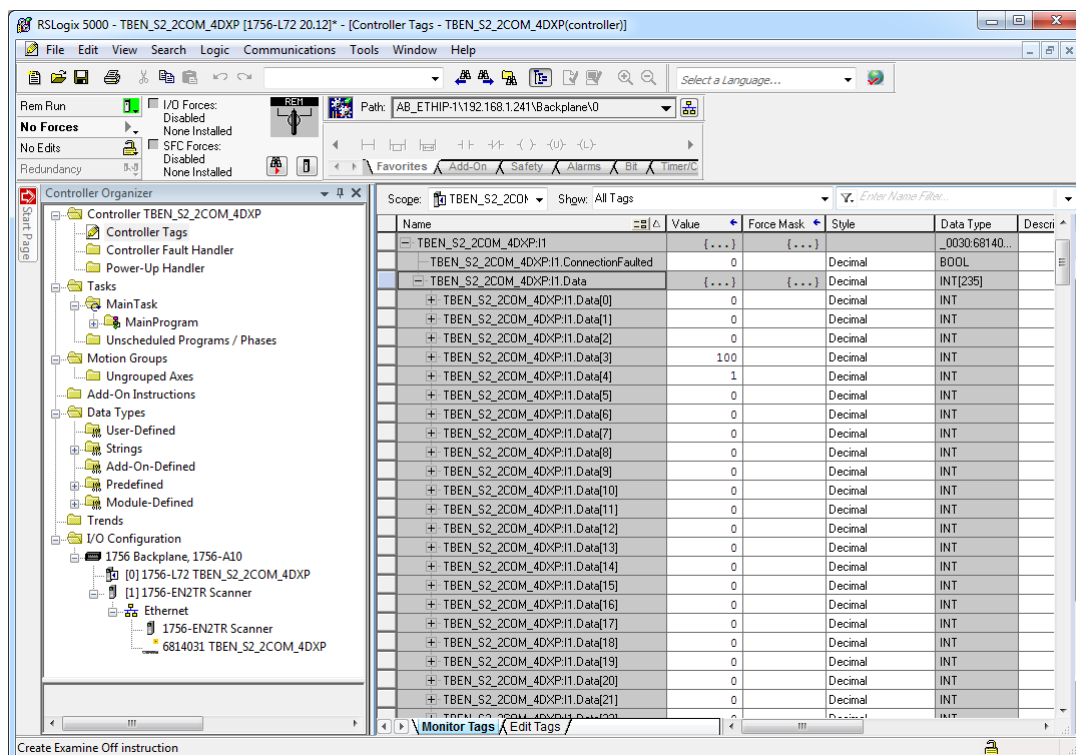 RSLogix 5000 - TBEN_S2_2COM_4DXP [1756-L72 20.12]* - [Controller Tags - TBEN_S2_2COM_4DXP(controller)]
File Edit View Search Logic Communications Tools Window Help
Select a Language...
Rem Run
No Forces
No Edits
Redundancy
I/O Forces:
Disabled
None Installed
SFC Forces:
Disabled
None Installed
REM
Path: AB_ETHIP-1\192.168.1.241\Backplane\0
Favorites Add-On Safety Alarms Bit Timer/C
Start Page
Controller Organizer
Controller TBEN_S2_2COM_4DXP
Controller Tags
Controller Fault Handler
Power-Up Handler
Tasks
MainTask
MainProgram
Unscheduled Programs / Phases
Motion Groups
Ungrouped Axes
Add-On Instructions
Data Types
User-Defined
Strings
Add-On-Defined
Predefined
Module-Defined
Trends
I/O Configuration
1756 Backplane, 1756-A10
[0] 1756-L72 TBEN_S2_2COM_4DXP
[1] 1756-EN2TR Scanner
Ethernet
1756-EN2TR Scanner
6814031 TBEN_S2_2COM_4DXP
Scope: TBEN_S2_2COM Show: All Tags Enter Name Filter...
Name Value Force Mask Style Data Type Descri
TBEN_S2_2COM_4DXP:I1 {...} {...} _0030:68140...
TBEN_S2_2COM_4DXP:I1.ConnectionFaulted 0 Decimal BOOL
TBEN_S2_2COM_4DXP:I1.Data {...} {...} Decimal INT[235]
TBEN_S2_2COM_4DXP:I1.Data[0] 0 Decimal INT
TBEN_S2_2COM_4DXP:I1.Data[1] 0 Decimal INT
TBEN_S2_2COM_4DXP:I1.Data[2] 0 Decimal INT
TBEN_S2_2COM_4DXP:I1.Data[3] 100 Decimal INT
TBEN_S2_2COM_4DXP:I1.Data[4] 1 Decimal INT
TBEN_S2_2COM_4DXP:I1.Data[5] 0 Decimal INT
TBEN_S2_2COM_4DXP:I1.Data[6] 0 Decimal INT
TBEN_S2_2COM_4DXP:I1.Data[7] 0 Decimal INT
TBEN_S2_2COM_4DXP:I1.Data[8] 0 Decimal INT
TBEN_S2_2COM_4DXP:I1.Data[9] 0 Decimal INT
TBEN_S2_2COM_4DXP:I1.Data[10] 0 Decimal INT
TBEN_S2_2COM_4DXP:I1.Data[11] 0 Decimal INT
TBEN_S2_2COM_4DXP:I1.Data[12] 0 Decimal INT
TBEN_S2_2COM_4DXP:I1.Data[13] 0 Decimal INT
TBEN_S2_2COM_4DXP:I1.Data[14] 0 Decimal INT
TBEN_S2_2COM_4DXP:I1.Data[15] 0 Decimal INT
TBEN_S2_2COM_4DXP:I1.Data[16] 0 Decimal INT
TBEN_S2_2COM_4DXP:I1.Data[17] 0 Decimal INT
TBEN_S2_2COM_4DXP:I1.Data[18] 0 Decimal INT
TBEN_S2_2COM_4DXP:I1.Data[19] 0 Decimal INT
TBEN_S2_2COM_4DXP:I1.Data[20] 0 Decimal INT
TBEN_S2_2COM_4DXP:I1.Data[21] 0 Decimal INT
Monitor Tags Edit Tags
Create Examine Off instruction